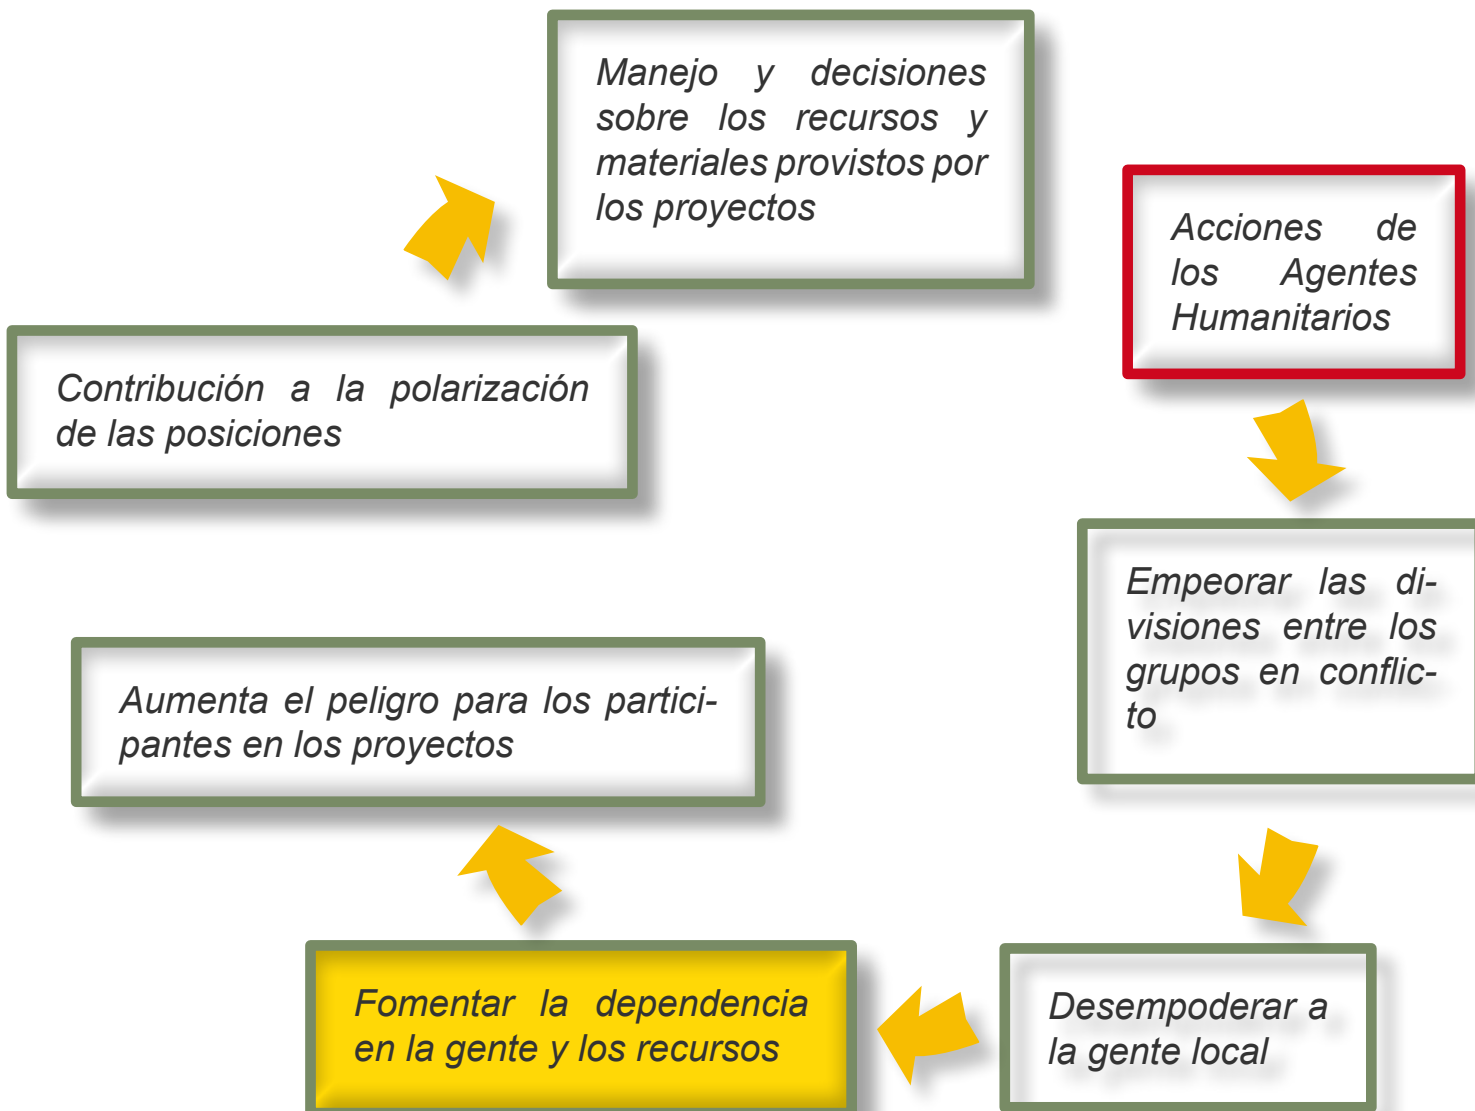 Manejo y decisiones
sobre los recursos y
materiales provistos por
los proyectos
Acciones de
los Agentes
Humanitarios
Contribución a la polarización
de las posiciones
Empeorar las di-
visiones entre los
grupos en conflic-
to
Aumenta el peligro para los partici-
pantes en los proyectos
Fomentar la dependencia
en la gente y los recursos
Desempoderar a
la gente local